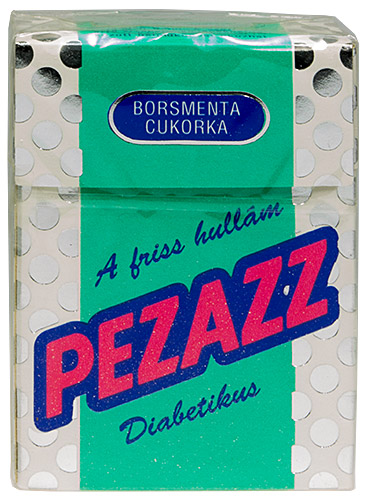 BORSMENTA
CUKORKA
A friss hullám
PEZAZZ
Diabetikus